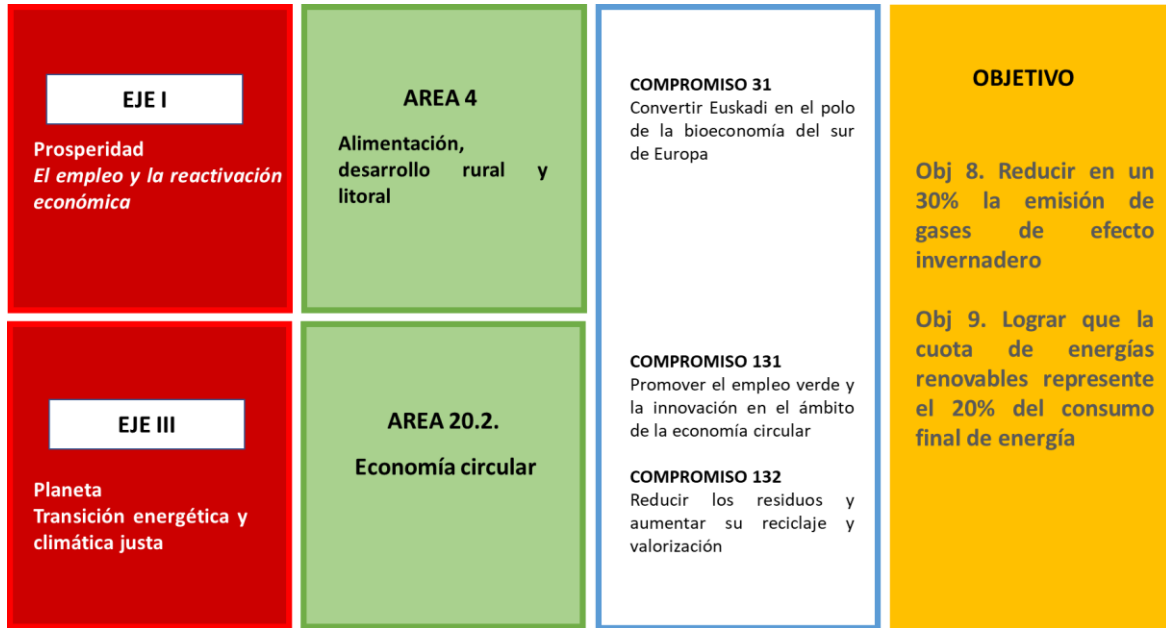 EJE I
Prosperidad
El empleo y la reactivación
económica
AREA 4
Alimentación,
desarrollo rural y
litoral
COMPROMISO 31
Convertir Euskadi en el polo
de la bioeconomía del sur
de Europa
EJE III
Planeta
Transición energética y
climática justa
AREA 20.2.
Economía circular
COMPROMISO 131
Promover el empleo verde y
la innovación en el ámbito
de la economía circular
COMPROMISO 132
Reducir los residuos y
aumentar su reciclaje y
valorización
OBJETIVO
Obj 8. Reducir en un
30% la emisión de
gases de efecto
invernadero
Obj 9. Lograr que la
cuota de energías
renovables represente
el 20% del consumo
final de energía